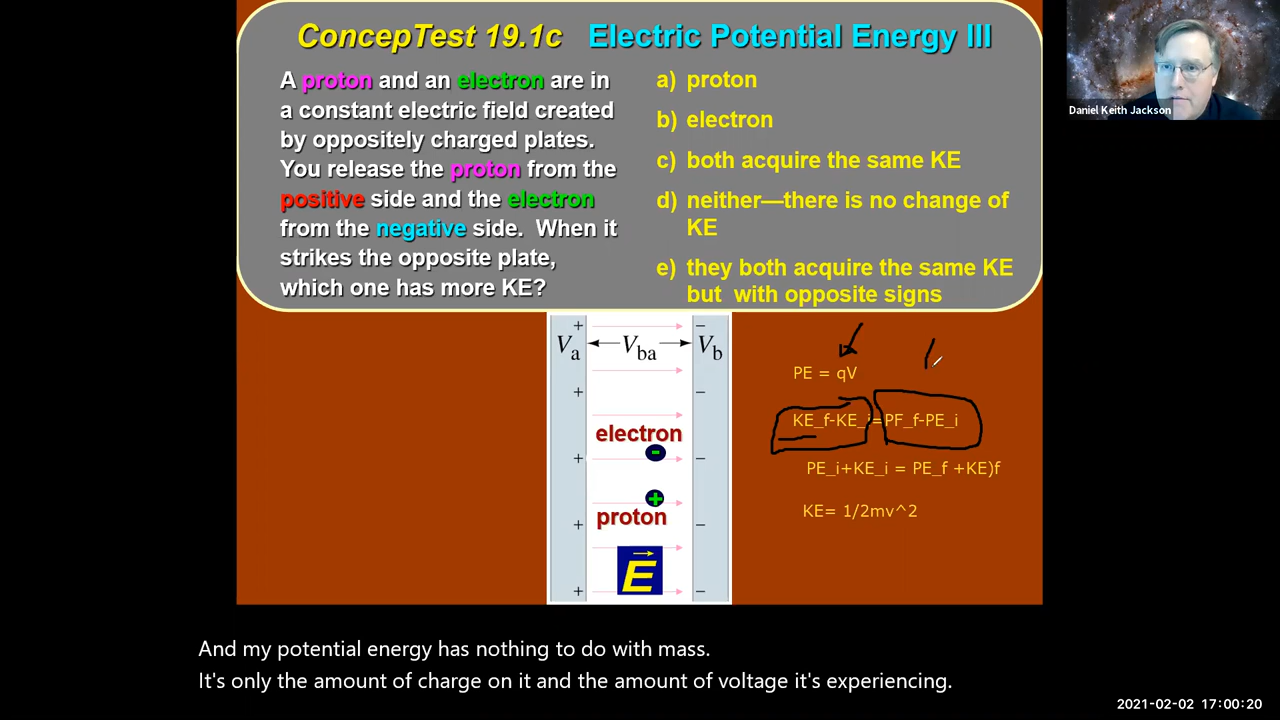 ConcepTest 19.1c Electric Potential Energy III
A proton and an electron are in
a constant electric field created
by oppositely charged plates.
You release the proton from the
positive side and the electron
from the negative side. When it
strikes the opposite plate,
which one has more KE?
a) proton
b) electron
c) both acquire the same KE
d) neither—there is no change of
KE
e) they both acquire the same KE
but with opposite signs
Daniel Keith Jackson
+ −
Va Vba Vb
+ −
electron
-
+ −
+
proton
+ −
E
+ −
PE = qV
KE_f-KE_i=PF_f-PE_i
PE_i+KE_i = PE_f +KE)f
KE= 1/2mv^2
And my potential energy has nothing to do with mass.
It's only the amount of charge on it and the amount of voltage it's experiencing.
2021-02-02 17:00:20